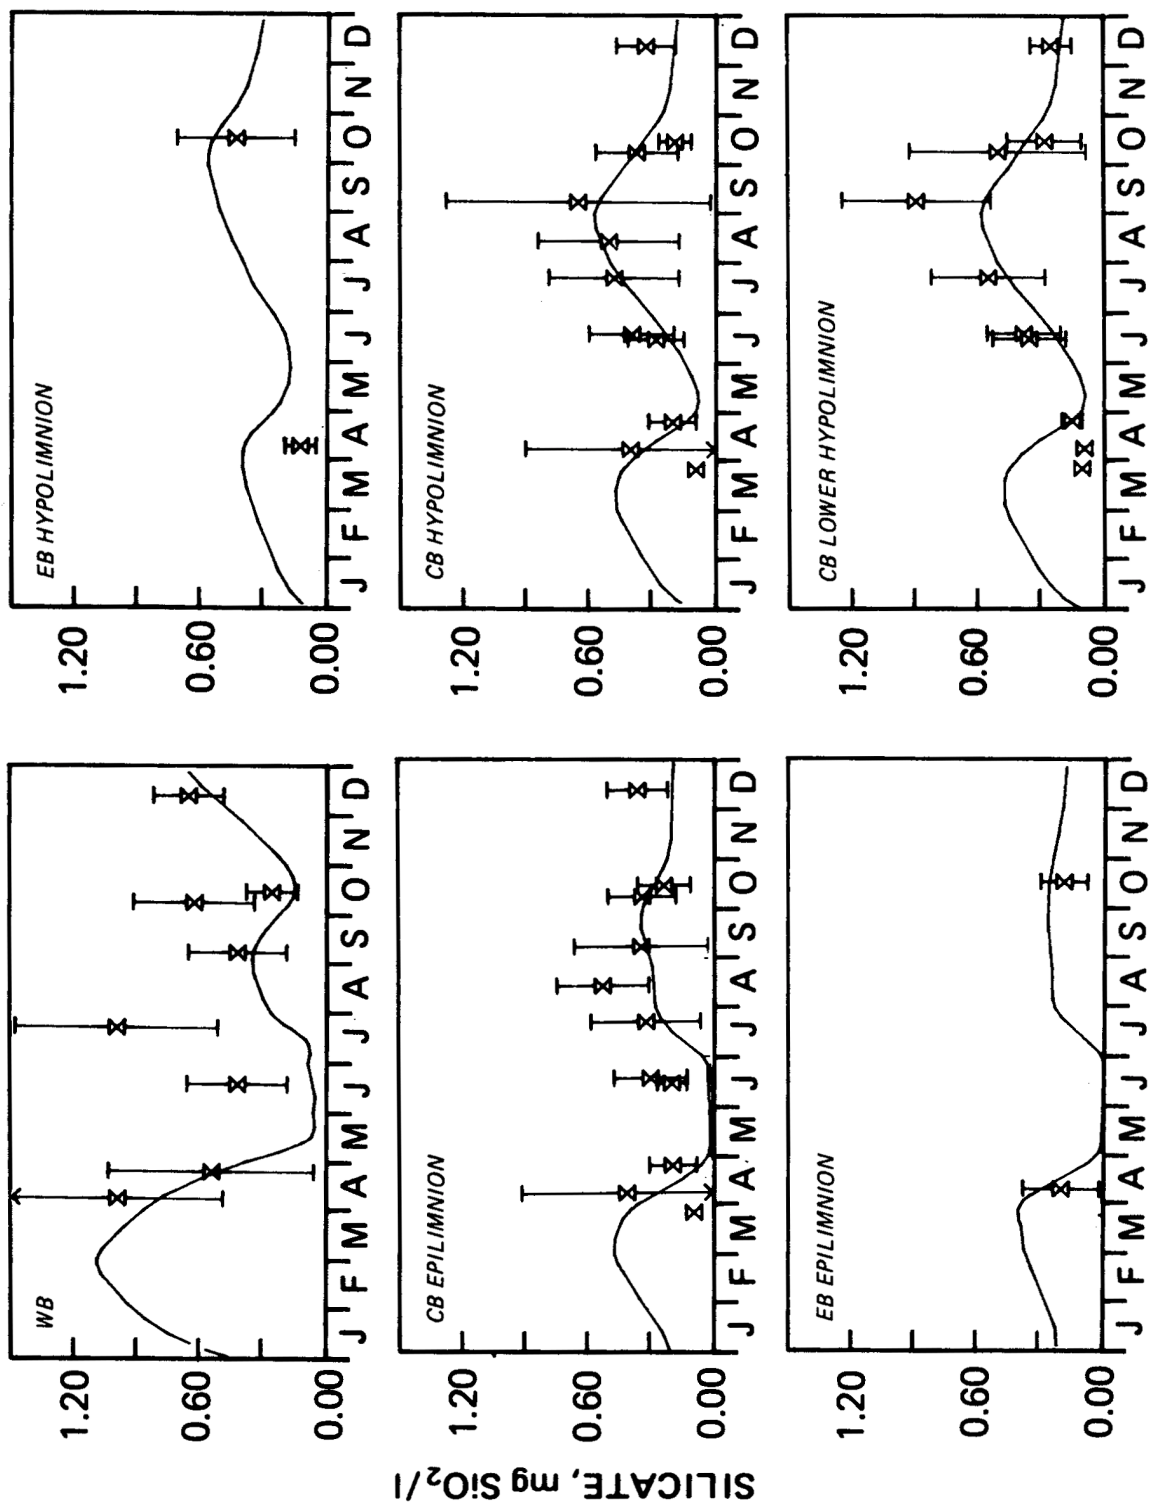 SILICATE, mg SiO₂/l
WB
1.20
0.60
0.00
J F M A M J J A S O N D
EB HYPOLIMNION
1.20
0.60
0.00
J F M A M J J A S O N D
CB EPILIMNION
1.20
0.60
0.00
J F M A M J J A S O N D
CB HYPOLIMNION
1.20
0.60
0.00
J F M A M J J A S O N D
EB EPILIMNION
1.20
0.60
0.00
J F M A M J J A S O N D
CB LOWER HYPOLIMNION
1.20
0.60
0.00
J F M A M J J A S O N D